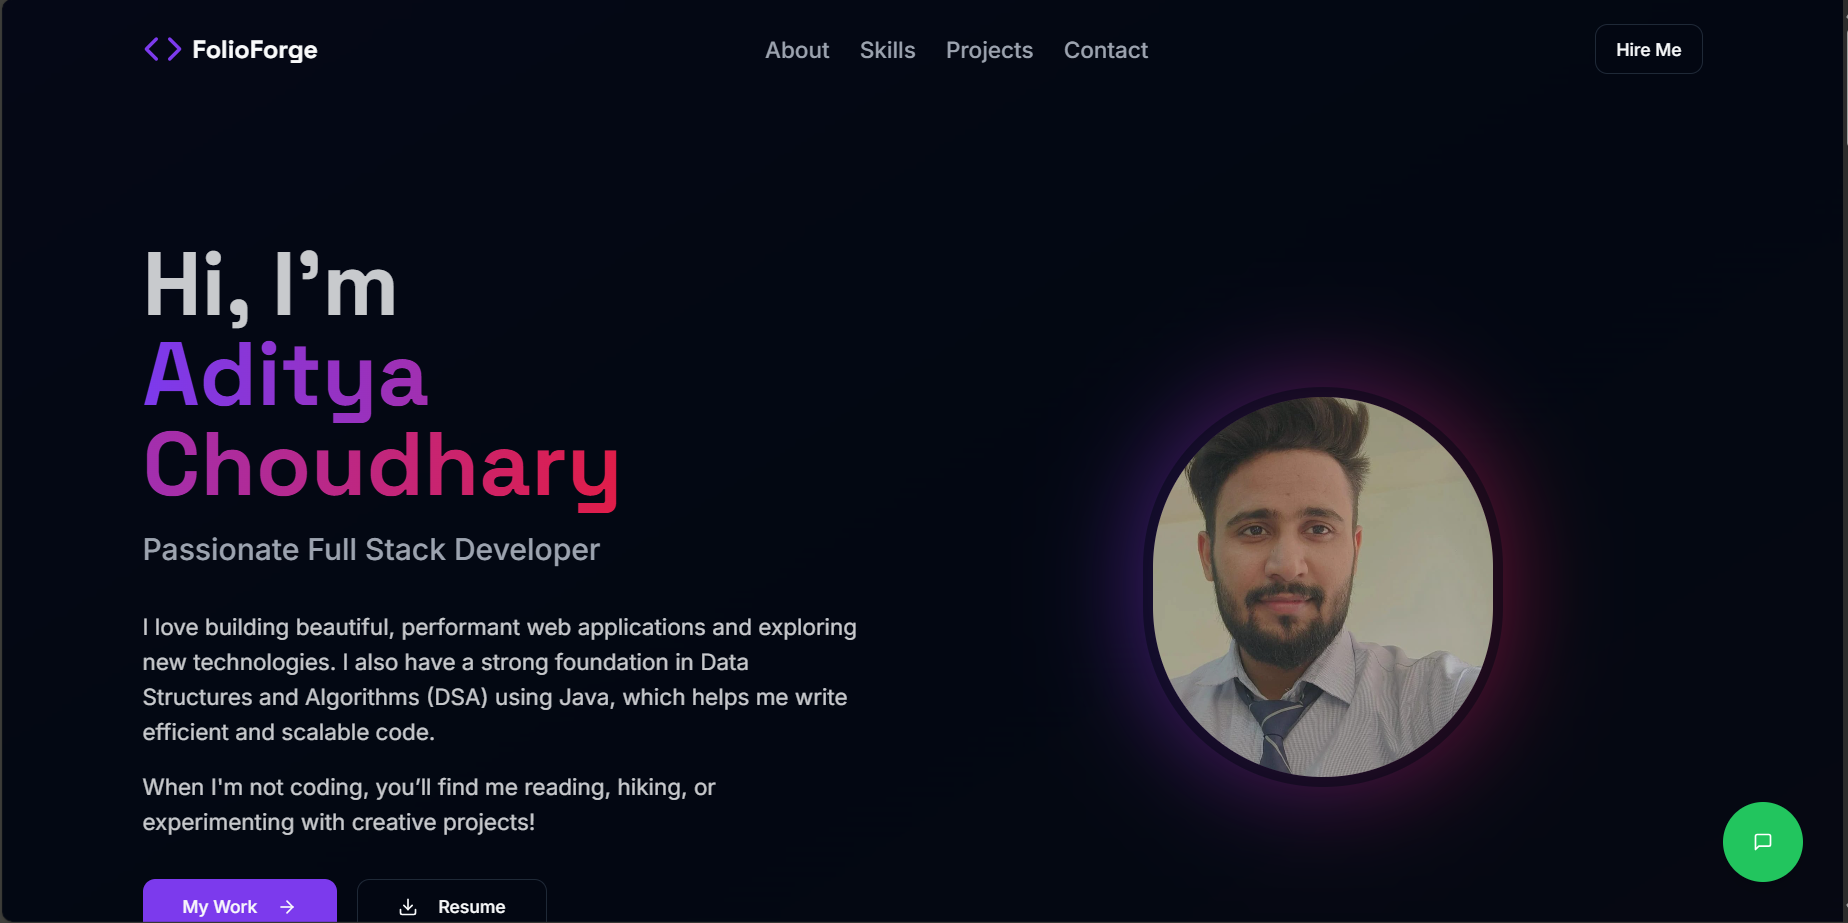 FolioForge
About Skills Projects Contact
Hire Me
Hi, I’m
Aditya
Choudhary
Passionate Full Stack Developer
I love building beautiful, performant web applications and exploring
new technologies. I also have a strong foundation in Data
Structures and Algorithms (DSA) using Java, which helps me write
efficient and scalable code.
When I'm not coding, you’ll find me reading, hiking, or
experimenting with creative projects!
My Work
Resume